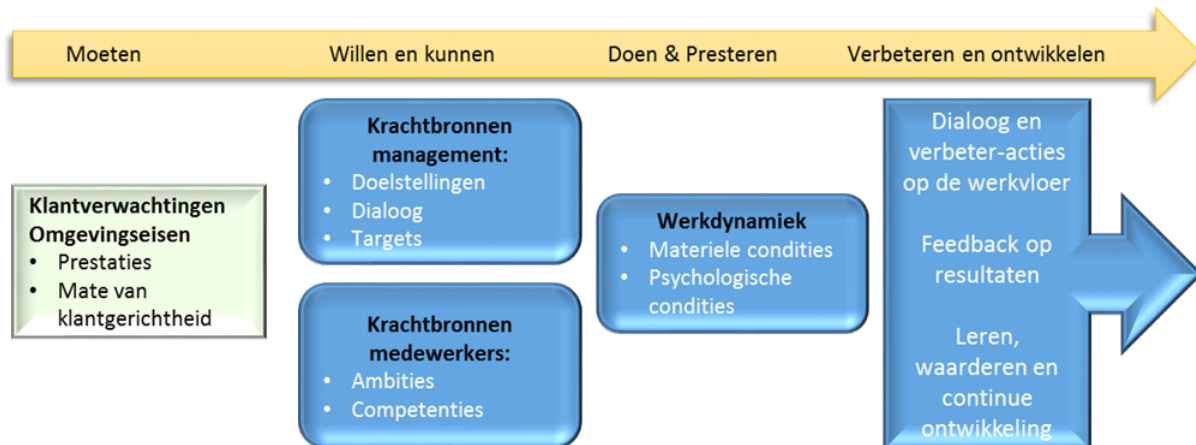 Moeten
Willen en kunnen
Doen & Presteren
Verbeteren en ontwikkelen
Klantverwachtingen
Omgevingseisen
• Prestaties
• Mate van
klantgerichtheid
Krachtbronnen
management:
• Doelstellingen
• Dialoog
• Targets
Krachtbronnen
medewerkers:
• Ambities
• Competenties
Werkdynamiek
• Materiele condities
• Psychologische
condities
Dialoog en
verbeter-acties
op de werkvloer
Feedback op
resultaten
Leren,
waarderen en
continue
ontwikkeling